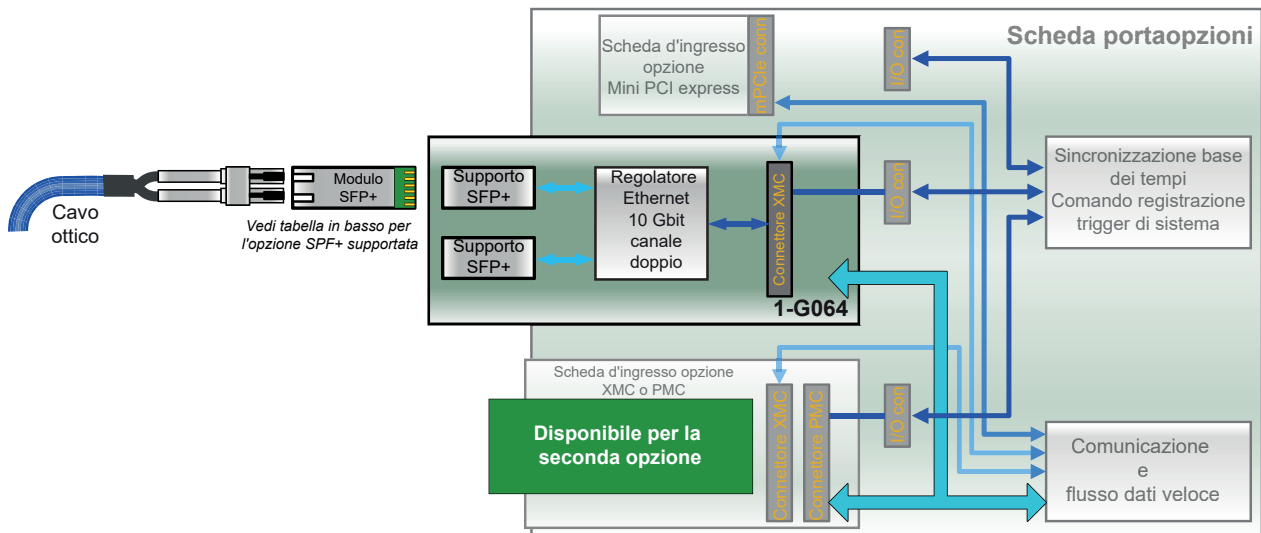 Scheda portaopzioni
Scheda d'ingresso
opzione
Mini PCI express
mPCIe conn
I/O con
Cavo
ottico
Modulo
SFP+
Vedi tabella in basso per
l'opzione SPF+ supportata
Supporto
SFP+
Supporto
SFP+
Regolatore
Ethernet
10 Gbit
canale
doppio
Connettore XMC
1-G064
I/O con
Sincronizzazione base
dei tempi
Comando registrazione
trigger di sistema
Scheda d'ingresso opzione
XMC o PMC
Disponibile per la
seconda opzione
Connettore XMC
Connettore PMC
I/O con
Comunicazione
e
flusso dati veloce